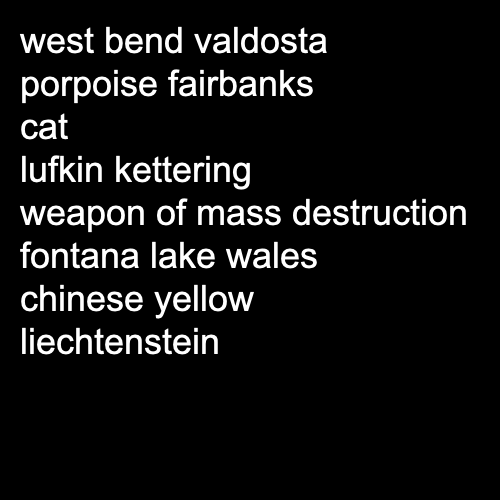 west bend valdosta
porpoise fairbanks
cat
lufkin kettering
weapon of mass destruction
fontana lake wales
chinese yellow
liechtenstein